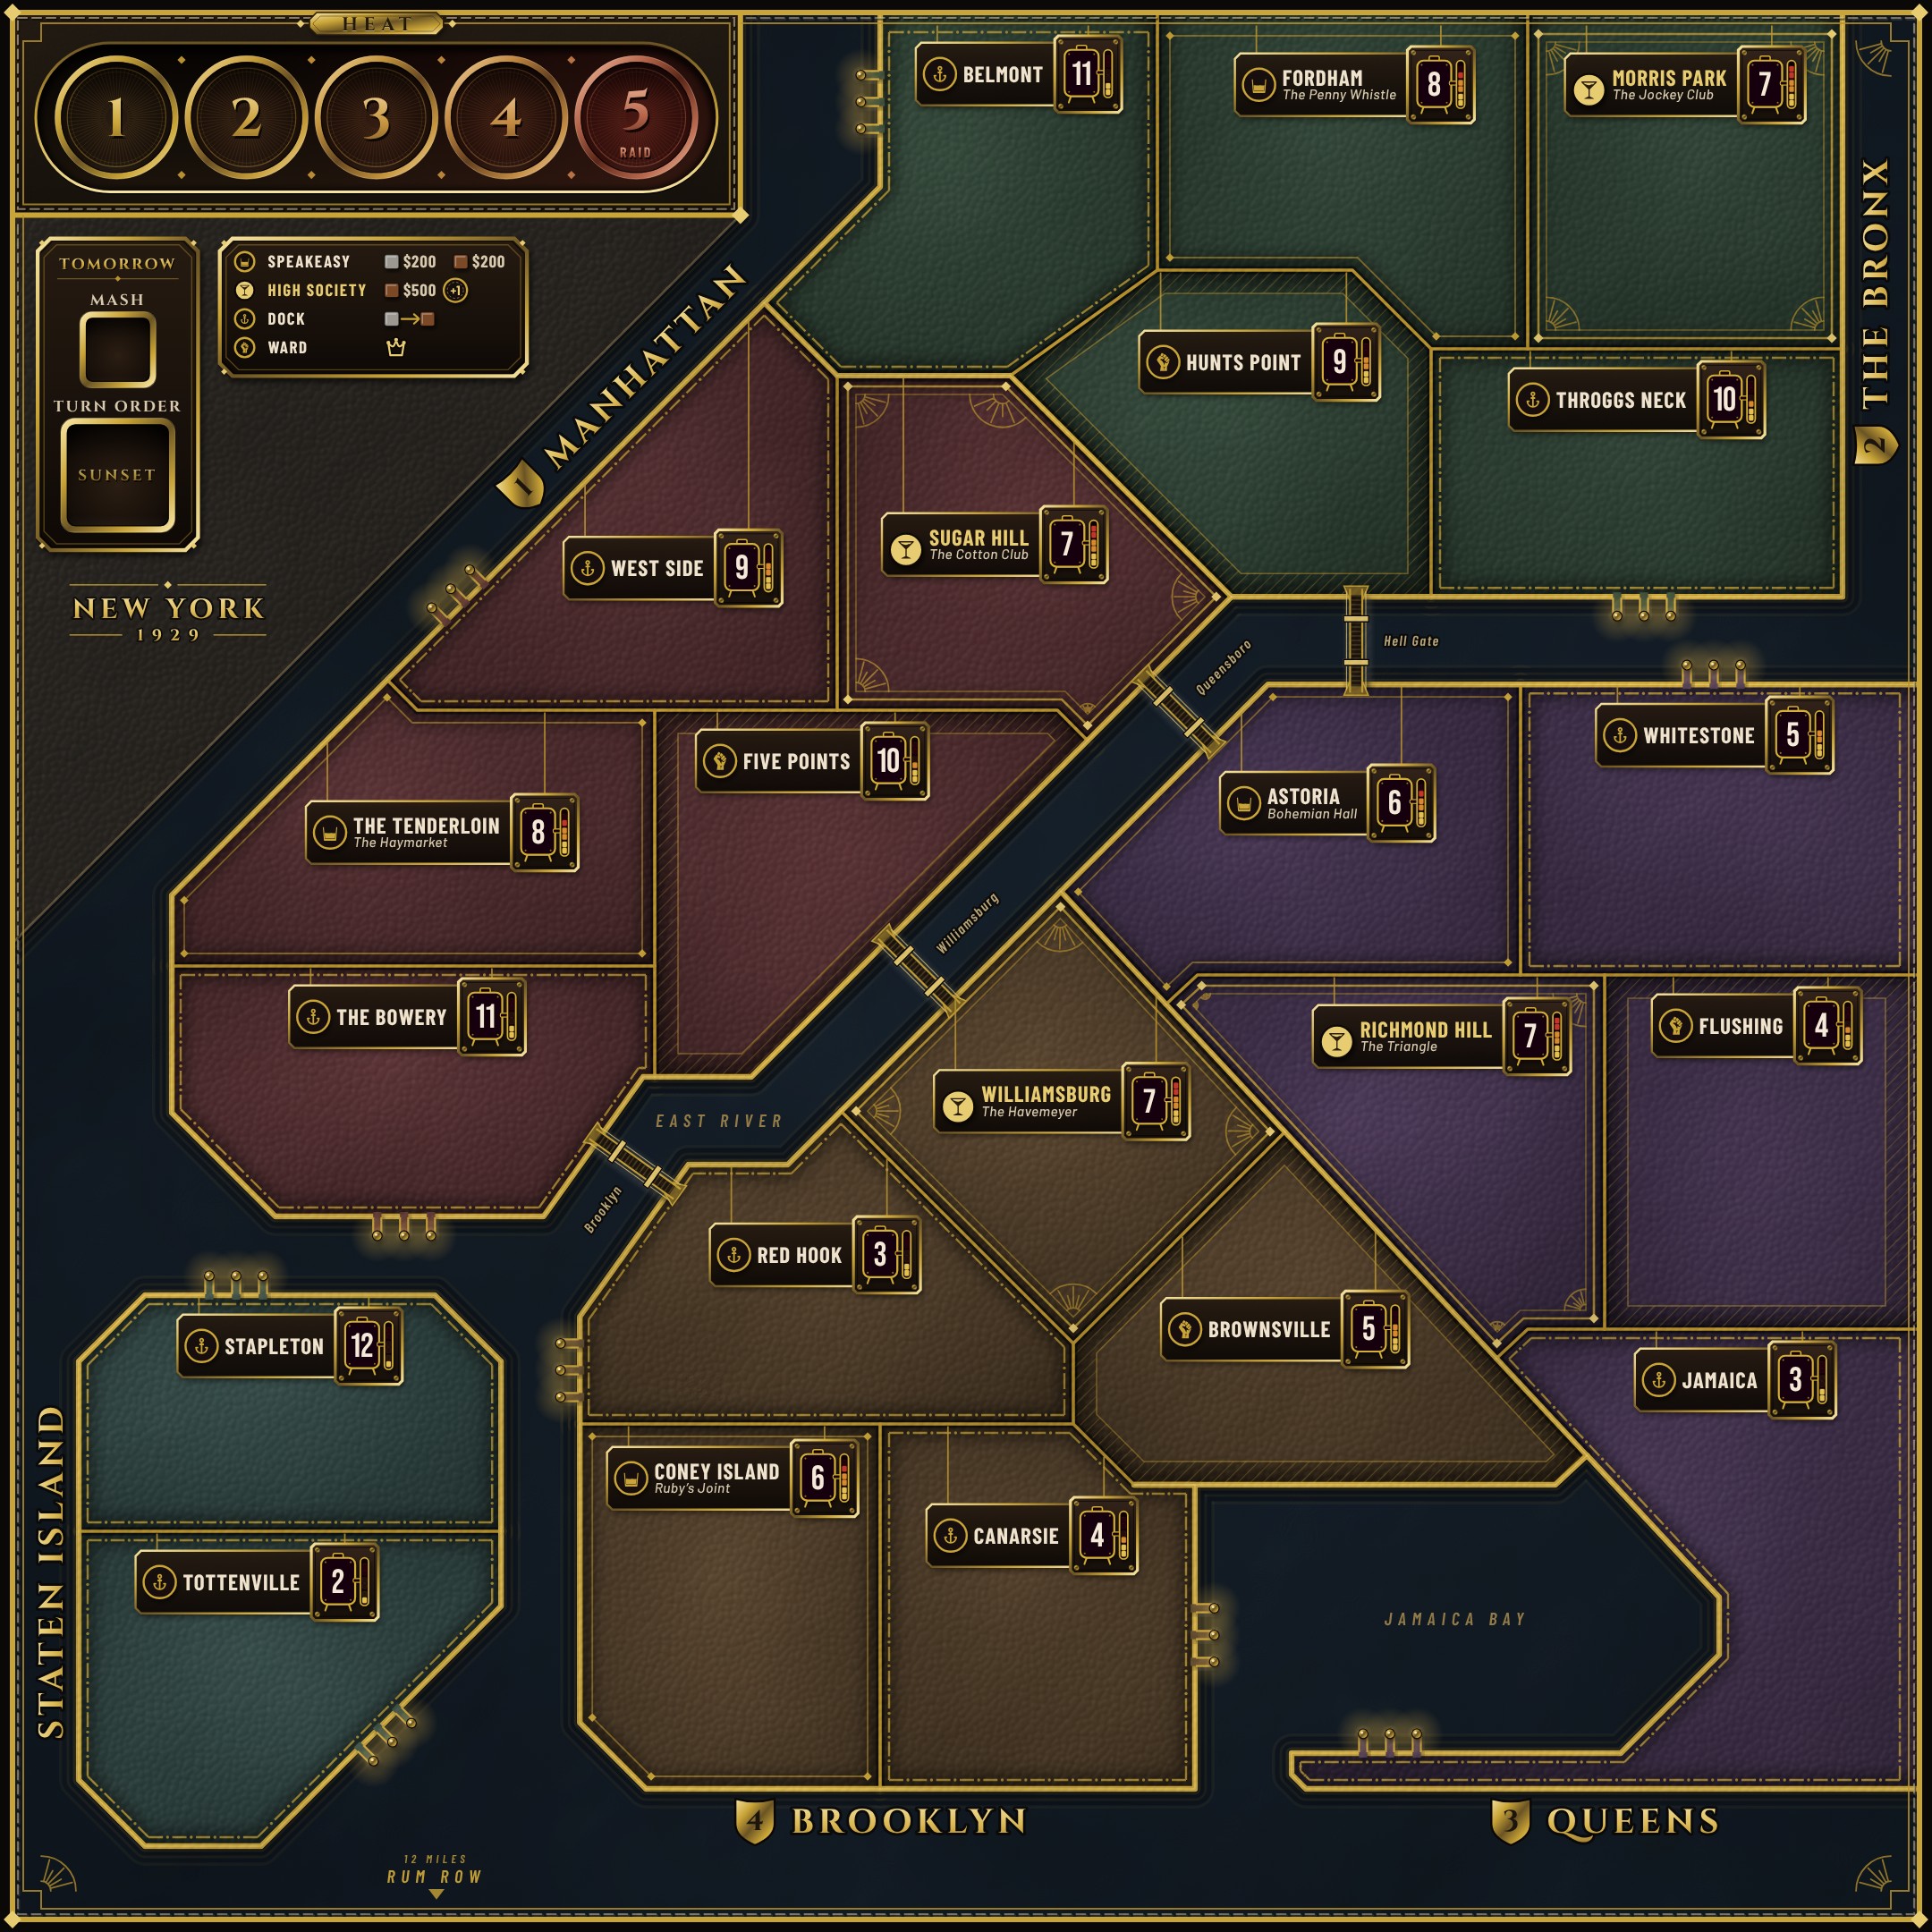 HEAT
1 2 3 4 5
RAID
TOMORROW
MASH
TURN ORDER
SUNSET
SPEAKEASY $200 $200
HIGH SOCIETY $500 +1
DOCK
WARD
NEW YORK
1929
1 MANHATTAN
2 THE BRONX
BELMONT 11
FORDHAM 8
The Penny Whistle
MORRIS PARK 7
The Jockey Club
HUNTS POINT 9
THROGGS NECK 10
WEST SIDE 9
SUGAR HILL 7
The Cotton Club
Queensboro
Hell Gate
THE TENDERLOIN 8
The Haymarket
FIVE POINTS 10
ASTORIA 6
Bohemian Hall
WHITESTONE 5
Williamsburg
THE BOWERY 11
RICHMOND HILL 7
The Triangle
FLUSHING 4
WILLIAMSBURG 7
The Havemeyer
EAST RIVER
Brooklyn
RED HOOK 3
BROWNSVILLE 5
STAPLETON 12
JAMAICA 3
CONEY ISLAND 6
Ruby's Joint
CANARSIE 4
STATEN ISLAND
TOTTENVILLE 2
JAMAICA BAY
4 BROOKLYN
3 QUEENS
12 MILES
RUM ROW